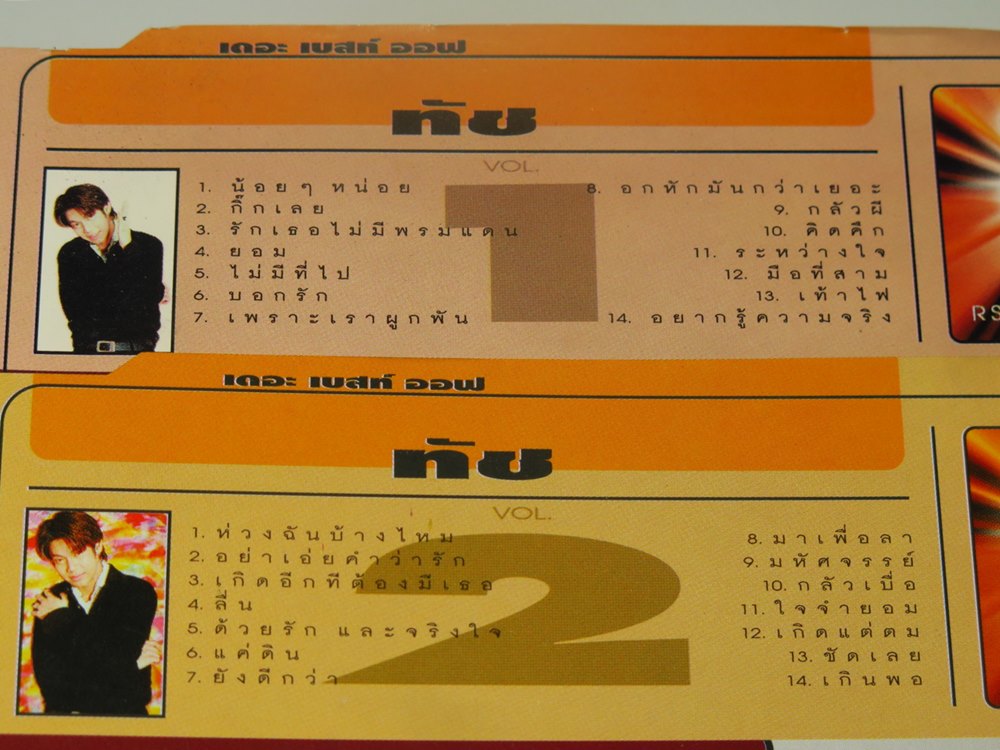 เดอะ เบสท์ ออฟ
ทัช
VOL.
1
1. น้อยๆ หน่อย
2. กิ๊กเลย
3. รักเธอไม่มีพรมแดน
4. ยอม
5. ไม่มีที่ไป
6. บอกรัก
7. เพราะเราผูกพัน
8. อกหักมันกว่าเยอะ
9. กลัวผี
10. คิดคึก
11. ระหว่างใจ
12. มือที่สาม
13. เท้าไฟ
14. อยากรู้ความจริง
RS
เดอะ เบสท์ ออฟ
ทัช
VOL.
2
1. ห่วงฉันบ้างไหม
2. อย่าเอ่ยคำว่ารัก
3. เกิดอีกทีต้องมีเธอ
4. ลื่น
5. ด้วยรัก และจริงใจ
6. แค่ดิน
7. ยังดีกว่า
8. มาเพื่อลา
9. มหัศจรรย์
10. กลัวเบื่อ
11. ใจจำยอม
12. เกิดแต่ตม
13. ชัดเลย
14. เกินพอ